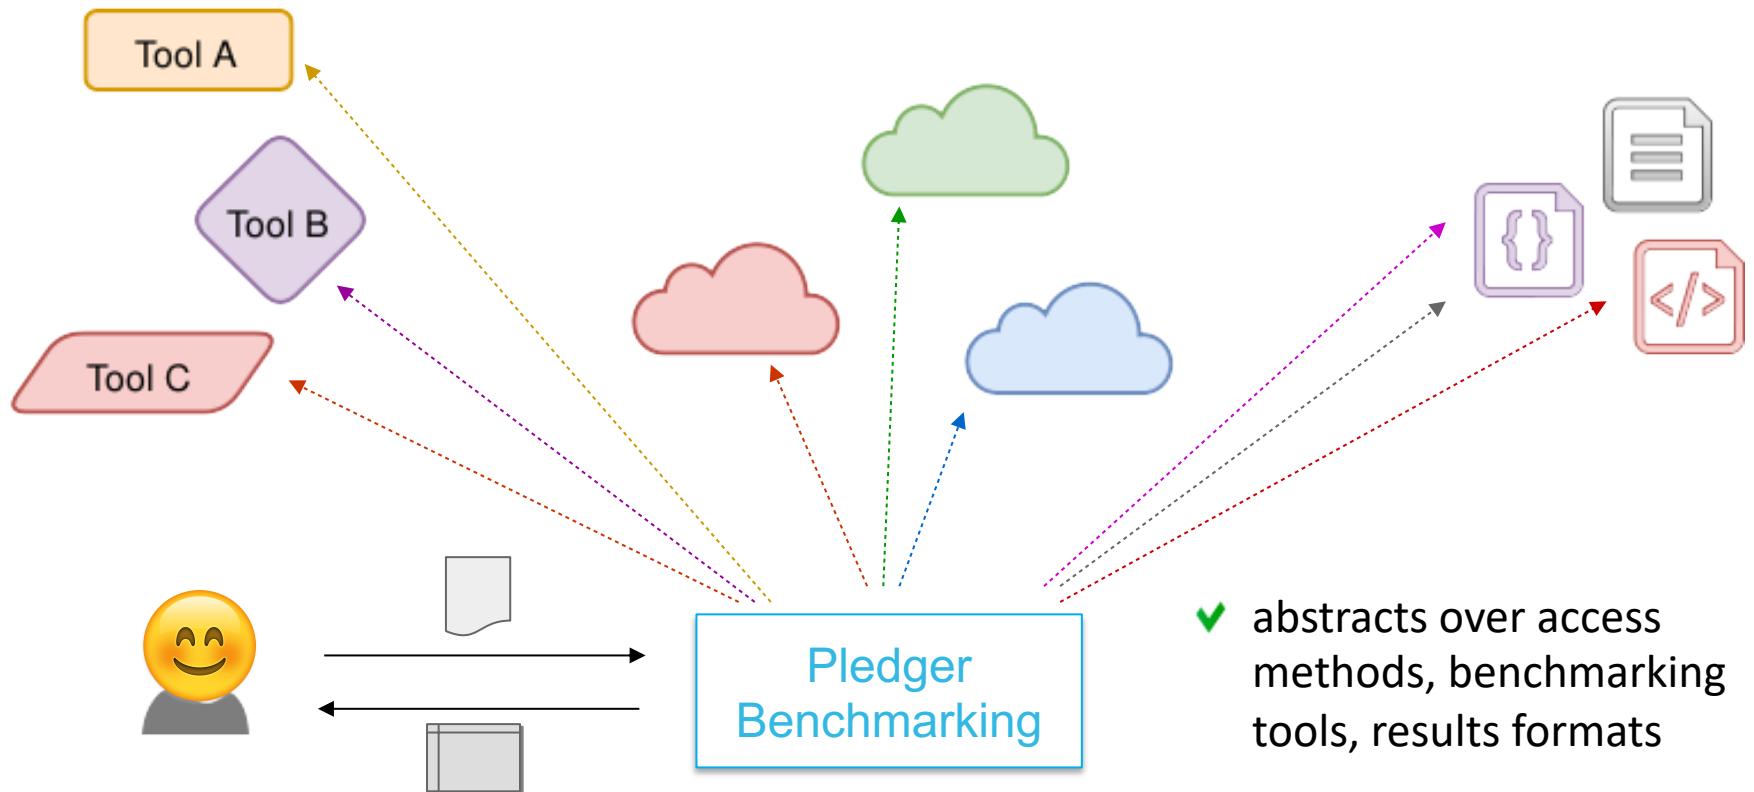 Tool A
Tool B
Tool C
{}
</>
Pledger
Benchmarking
abstracts over access
methods, benchmarking
tools, results formats